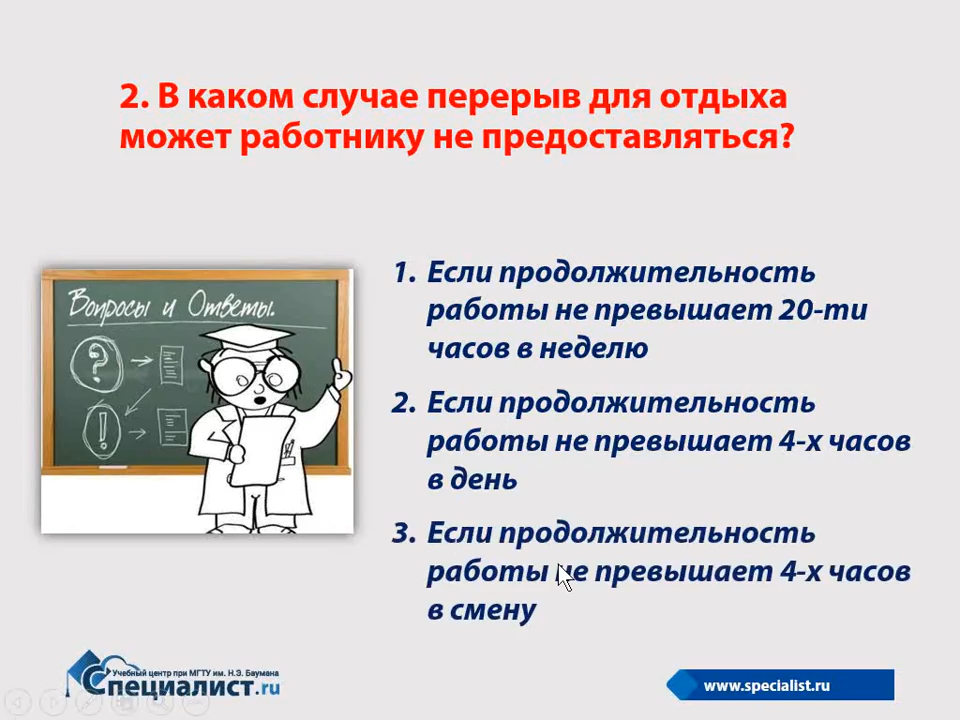 2. В каком случае перерыв для отдыха
может работнику не предоставляться?
Вопросы и Ответы.
1. Если продолжительность
работы не превышает 20-ти
часов в неделю
2. Если продолжительность
работы не превышает 4-х часов
в день
3. Если продолжительность
работы не превышает 4-х часов
в смену
Учебный центр при МГТУ им. Н.Э. Баумана
Специалист.ru
www.specialist.ru